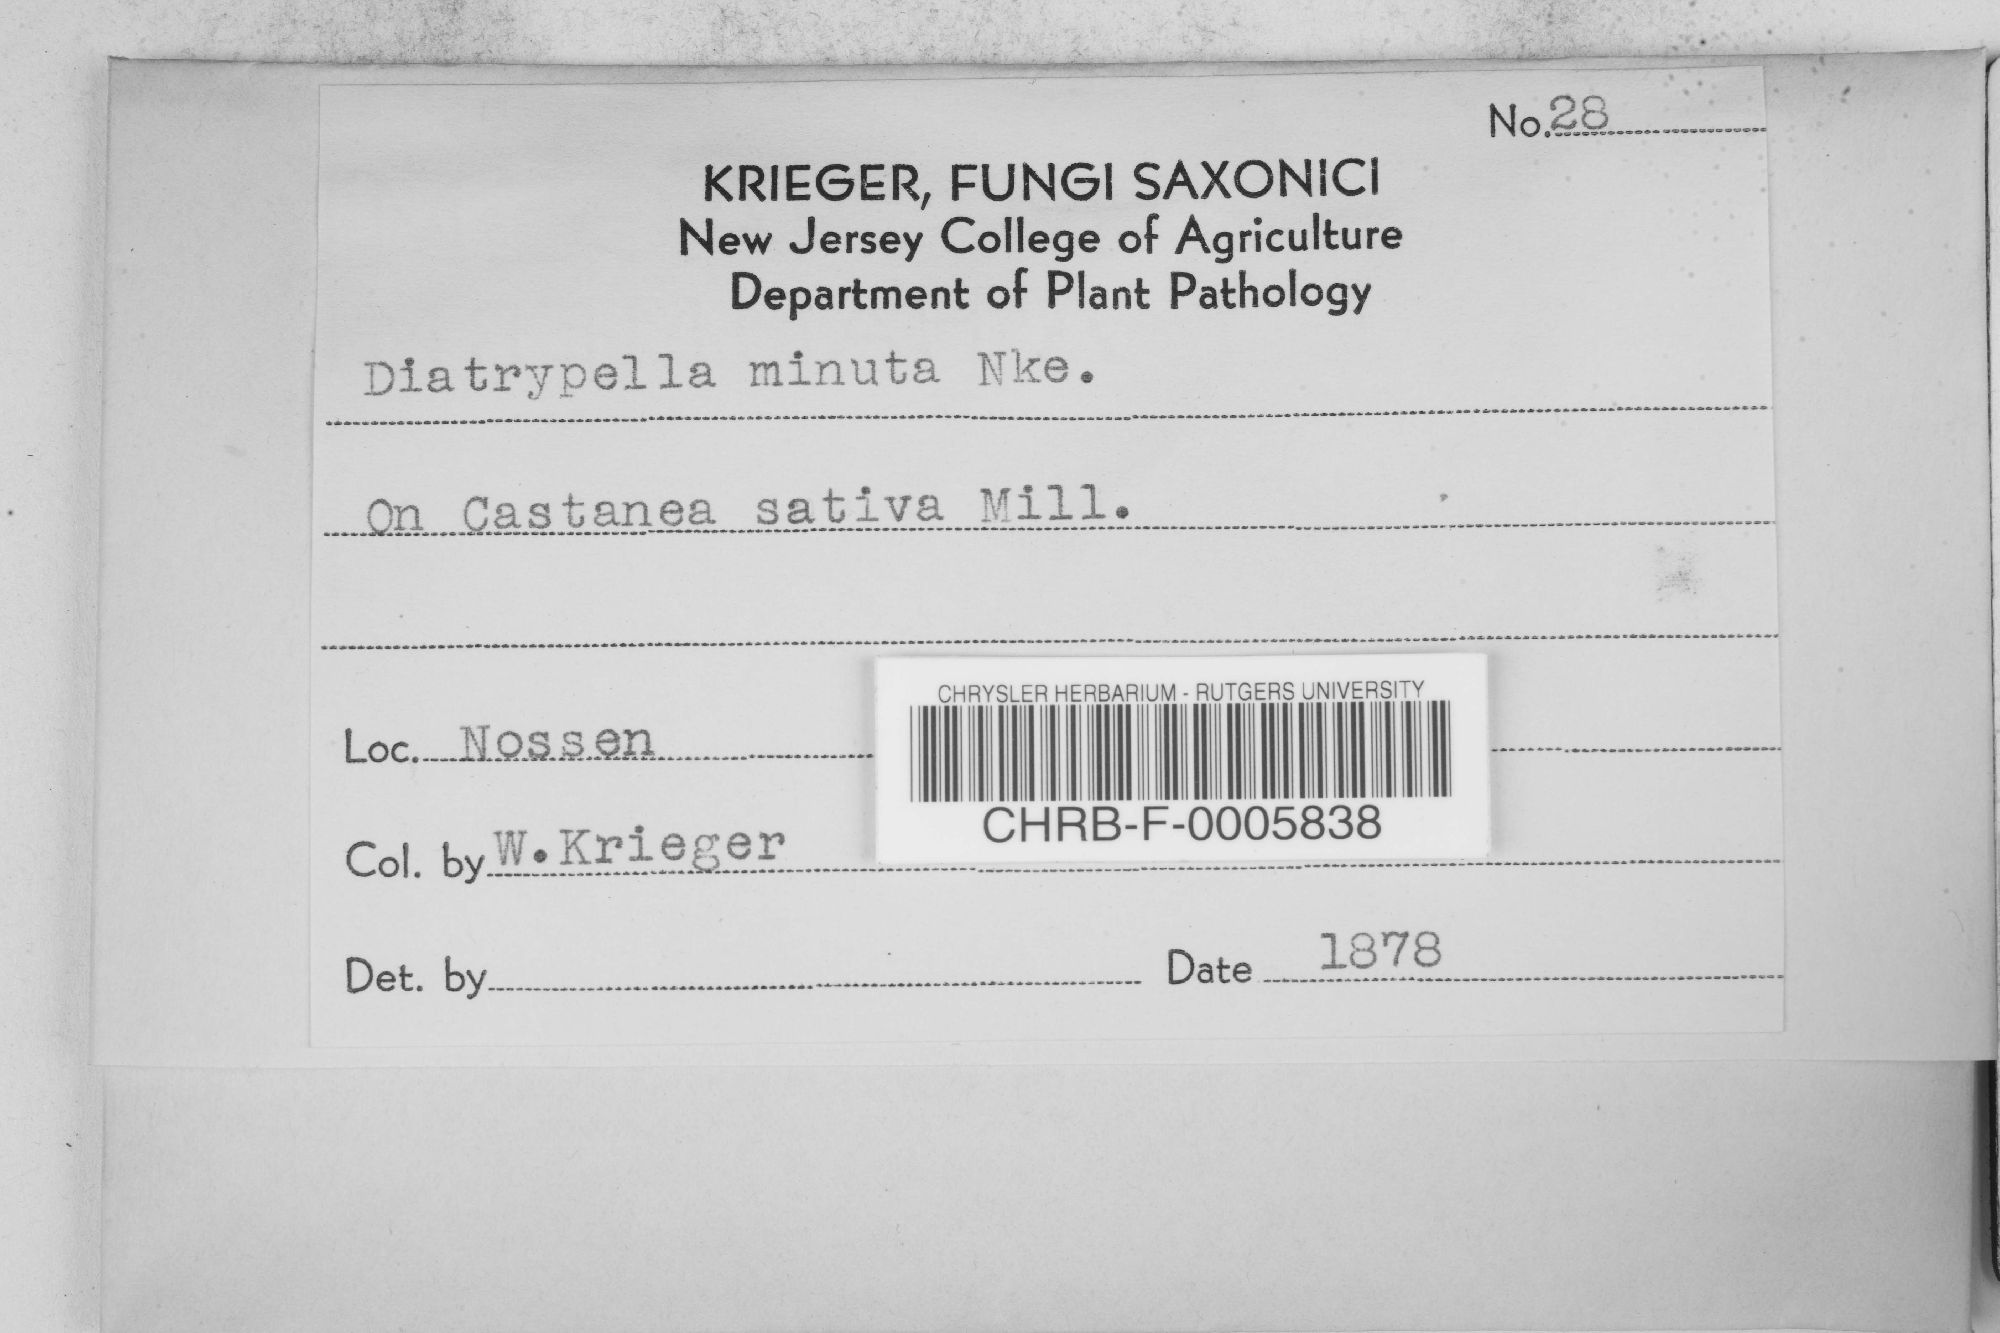 No. 28
KRIEGER, FUNGI SAXONICI
New Jersey College of Agriculture
Department of Plant Pathology
Diatrypella minuta Nke.
On Castanea sativa Mill.
CHRYSLER HERBARIUM - RUTGERS UNIVERSITY
CHRB-F-0005838
Loc. Nossen
Col. by W.Krieger
Det. by
Date 1878